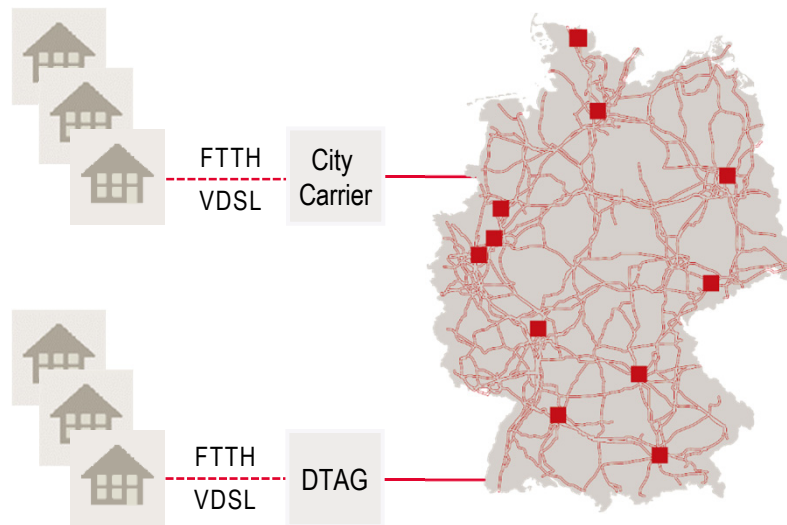 FTTH
VDSL
City
Carrier
FTTH
VDSL
DTAG